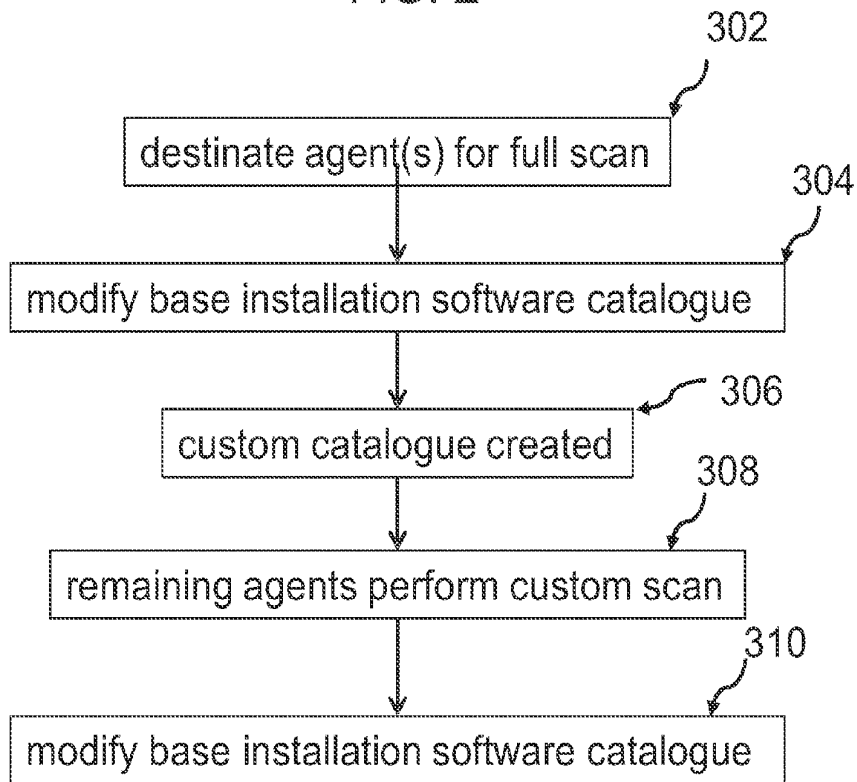 302
destinate agent(s) for full scan
304
modify base installation software catalogue
306
custom catalogue created
308
remaining agents perform custom scan
310
modify base installation software catalogue